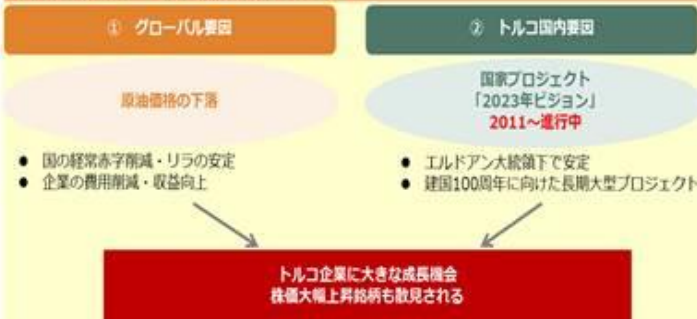 ① グローバル要因
② トルコ国内要因
原油価格の下落
国家プロジェクト
「2023年ビジョン」
2011～進行中
● 国の経常赤字削減・リラの安定
● 企業の費用削減・収益向上
● エルドアン大統領下で安定
● 建国100周年に向けた長期大型プロジェクト
トルコ企業に大きな成長機会
株価大幅上昇銘柄も散見される